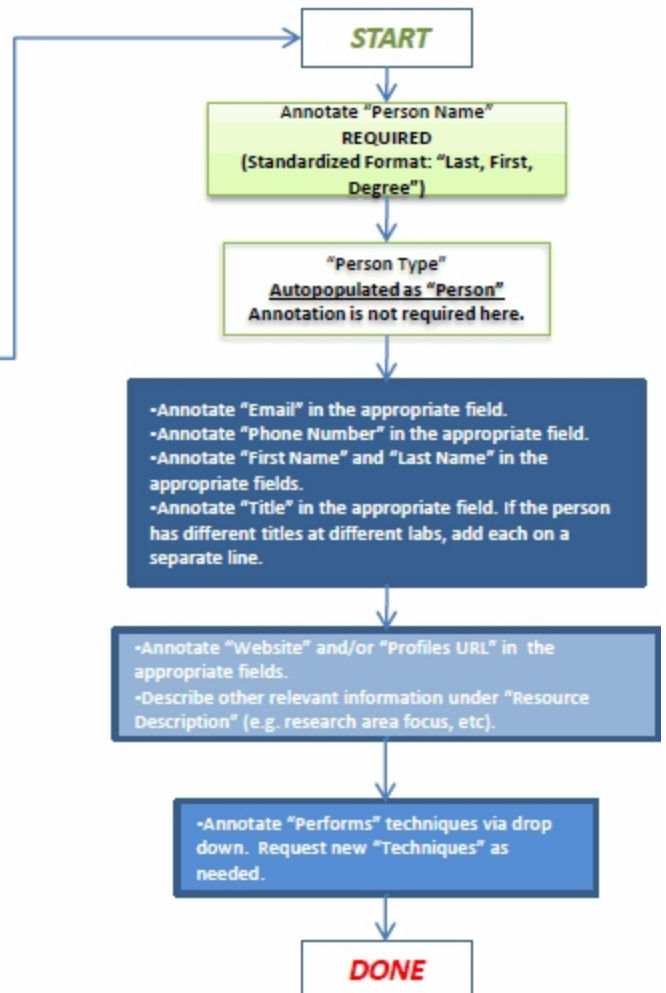 START
Annotate “Person Name”
REQUIRED
(Standardized Format: “Last, First,
Degree”)
“Person Type”
Autopopulated as “Person”
Annotation is not required here.
•Annotate “Email” in the appropriate field.
•Annotate “Phone Number” in the appropriate field.
•Annotate “First Name” and “Last Name” in the
appropriate fields.
•Annotate “Title” in the appropriate field. If the person
has different titles at different labs, add each on a
separate line.
•Annotate “Website” and/or “Profiles URL” in the
appropriate fields.
•Describe other relevant information under “Resource
Description” (e.g. research area focus, etc).
•Annotate “Performs” techniques via drop
down. Request new “Techniques” as
needed.
DONE